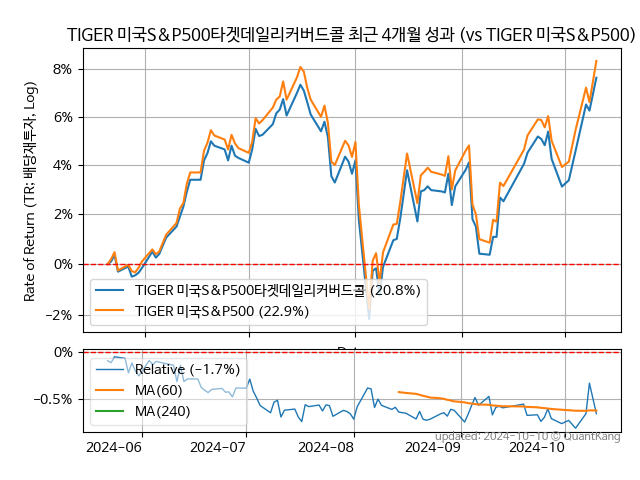 TIGER 미국S&P500타겟데일리커버드콜 최근 4개월 성과 (vs TIGER 미국S&P500)
Rate of Return (TR: 배당재투자, Log)
8%
6%
4%
2%
0%
−2%
TIGER 미국S&P500타겟데일리커버드콜 (20.8%)
TIGER 미국S&P500 (22.9%)
0%
−0.5%
Relative (−1.7%)
MA(60)
MA(240)
updated: 2024-10-10 © QuantKang
2024-06
2024-07
2024-08
2024-09
2024-10